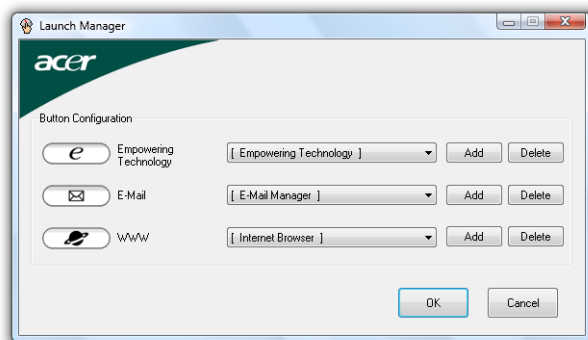 Launch Manager
acer
Button Configuration
e Empowering Technology [ Empowering Technology ] Add Delete
E-Mail [ E-Mail Manager ] Add Delete
WWW [ Internet Browser ] Add Delete
OK Cancel